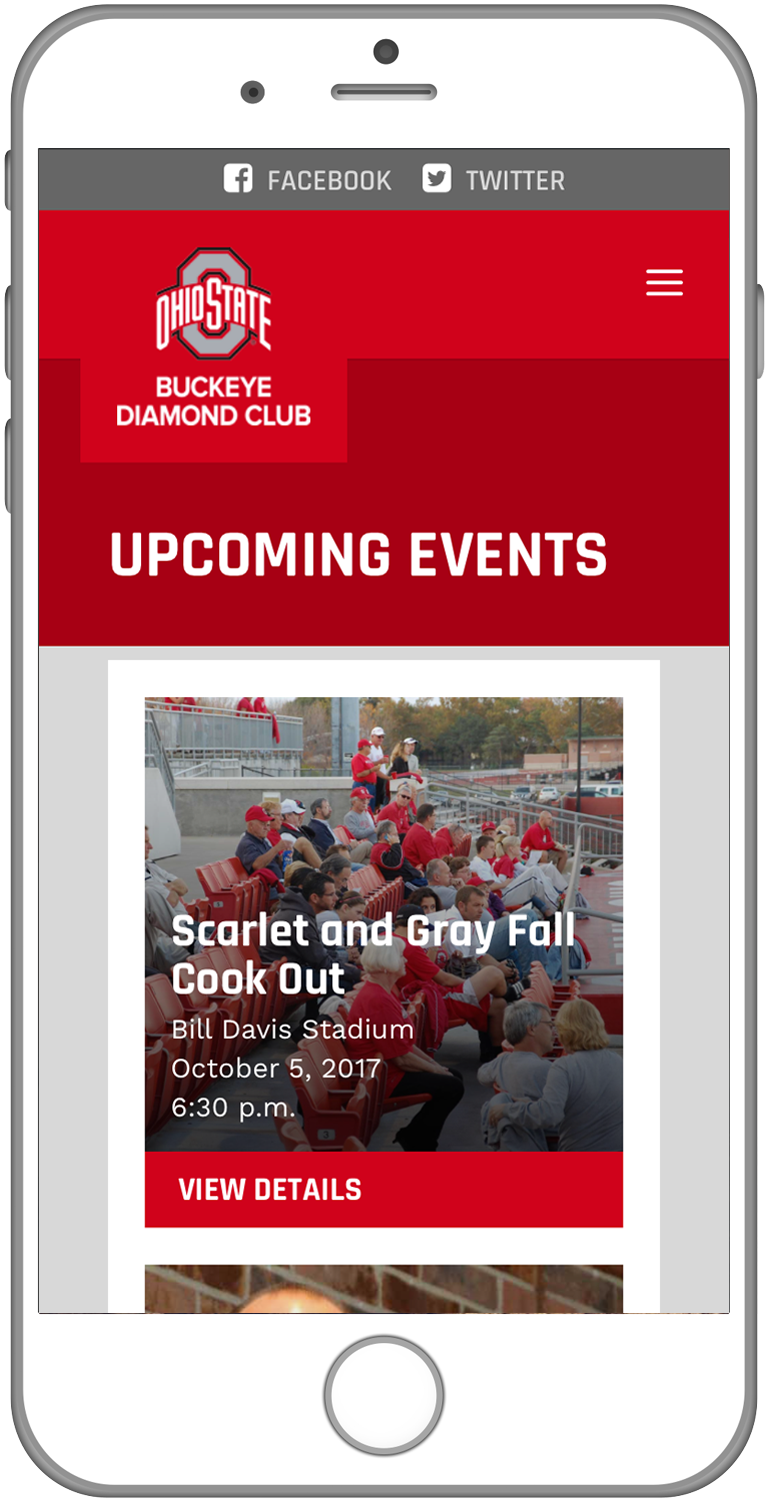 FACEBOOK TWITTER
OHIO STATE
BUCKEYE
DIAMOND CLUB
UPCOMING EVENTS
Scarlet and Gray Fall
Cook Out
Bill Davis Stadium
October 5, 2017
6:30 p.m.
3
VIEW DETAILS